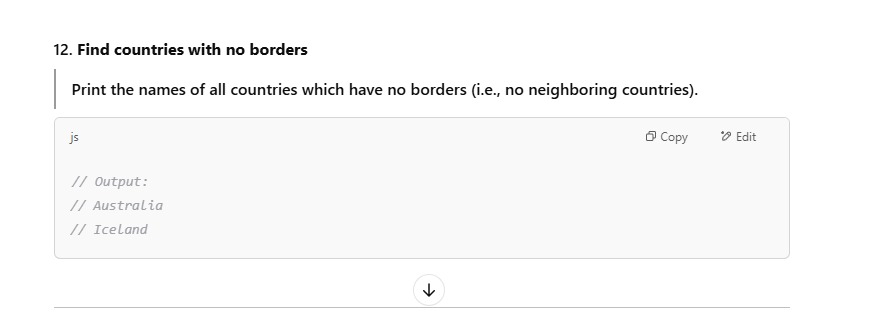 12. Find countries with no borders
Print the names of all countries which have no borders (i.e., no neighboring countries).
js Copy Edit
// Output:
// Australia
// Iceland